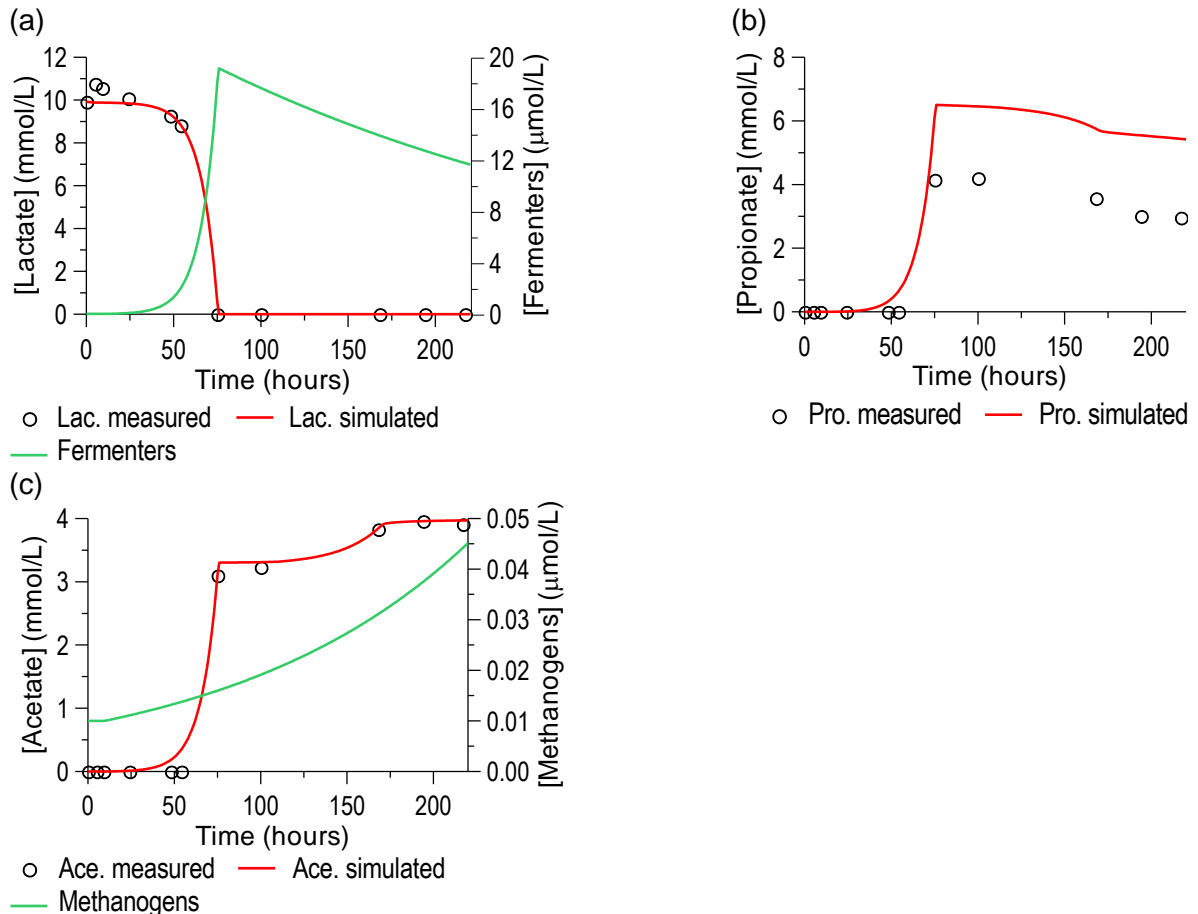 (a)
[Lactate] (mmol/L)
12
10
8
6
4
2
0
20
16
12
8
4
0
[Fermenters] (μmol/L)
0 50 100 150 200
Time (hours)
Lac. measured Lac. simulated
Fermenters
(b)
[Propionate] (mmol/L)
8
6
4
2
0
0 50 100 150 200
Time (hours)
Pro. measured Pro. simulated
(c)
[Acetate] (mmol/L)
4
3
2
1
0
0.05
0.04
0.03
0.02
0.01
0.00
[Methanogens] (μmol/L)
0 50 100 150 200
Time (hours)
Ace. measured Ace. simulated
Methanogens